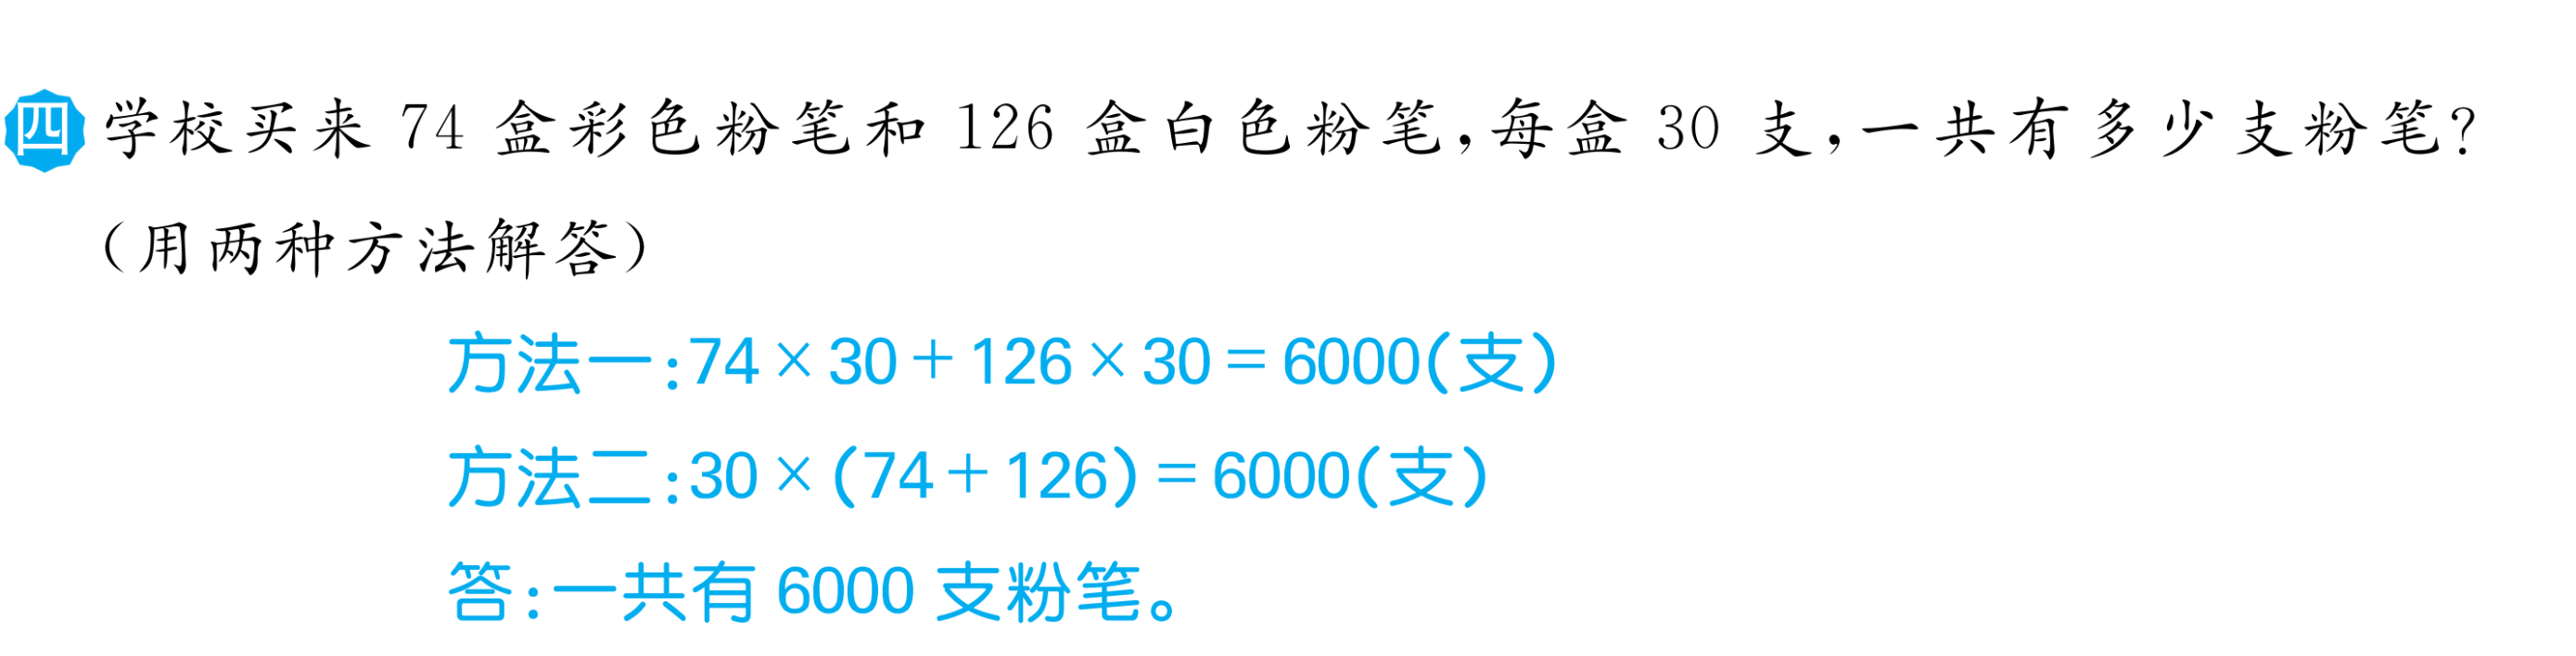 四 学校买来 74 盒彩色粉笔和 126 盒白色粉笔,每盒 30 支,一共有多少支粉笔?
(用两种方法解答)
方法一:74×30+126×30=6000(支)
方法二:30×(74+126)=6000(支)
答:一共有 6000 支粉笔。